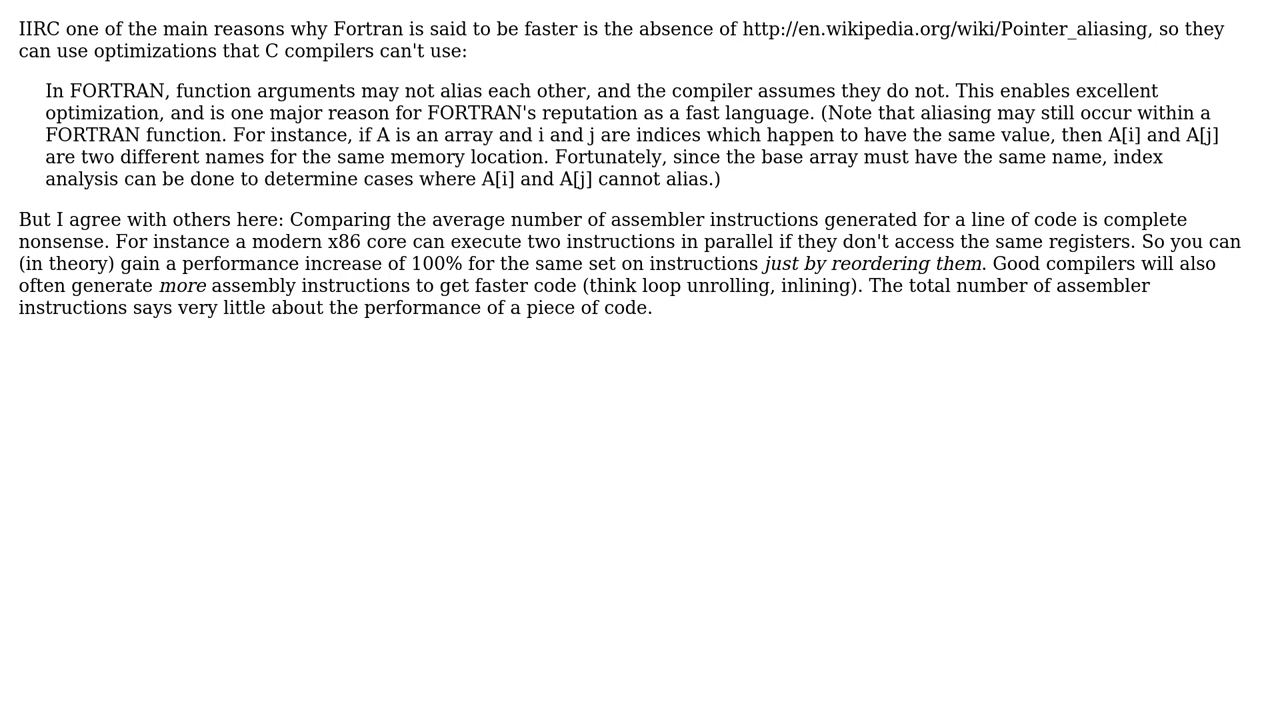 IIRC one of the main reasons why Fortran is said to be faster is the absence of http://en.wikipedia.org/wiki/Pointer_aliasing, so they
can use optimizations that C compilers can't use:
In FORTRAN, function arguments may not alias each other, and the compiler assumes they do not. This enables excellent
optimization, and is one major reason for FORTRAN's reputation as a fast language. (Note that aliasing may still occur within a
FORTRAN function. For instance, if A is an array and i and j are indices which happen to have the same value, then A[i] and A[j]
are two different names for the same memory location. Fortunately, since the base array must have the same name, index
analysis can be done to determine cases where A[i] and A[j] cannot alias.)
But I agree with others here: Comparing the average number of assembler instructions generated for a line of code is complete
nonsense. For instance a modern x86 core can execute two instructions in parallel if they don't access the same registers. So you can
(in theory) gain a performance increase of 100% for the same set on instructions just by reordering them. Good compilers will also
often generate more assembly instructions to get faster code (think loop unrolling, inlining). The total number of assembler
instructions says very little about the performance of a piece of code.